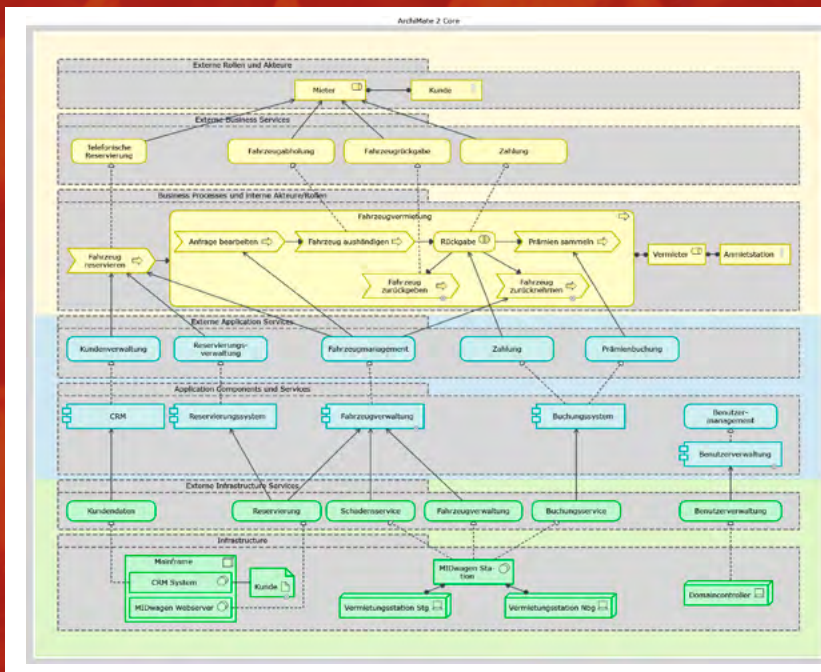 ArchiMate 2 Core
Externe Rollen und Akteure
Mieter
Kunde
Externe Business Services
Telefonische
Reservierung
Fahrzeugabholung
Fahrzeugrückgabe
Zahlung
Business Processes und interne Akteure/Rollen
Fahrzeugvermietung
Fahrzeug
reservieren
Anfrage bearbeiten
Fahrzeug aushändigen
Rückgabe
Prämien sammeln
Vermieter
Anmietstation
Fahrzeug
zurückgeben
Fahrzeug
zurücknehmen
Externe Application Services
Kundenverwaltung
Reservierungs-
verwaltung
Fahrzeugmanagement
Zahlung
Prämienbuchung
Application Components und Services
CRM
Reservierungssystem
Fahrzeugverwaltung
Buchungssystem
Benutzer-
management
Benutzerverwaltung
Externe Infrastructure Services
Kundendaten
Reservierung
Schadensservice
Fahrzeugverwaltung
Buchungsservice
Benutzerverwaltung
Infrastructure
Mainframe
CRM System
Kunde
MIDwagen Webserver
MIDwagen Sta-
tion
Vermietungsstation Stg
Vermietungsstation Nbg
Domaincontroller